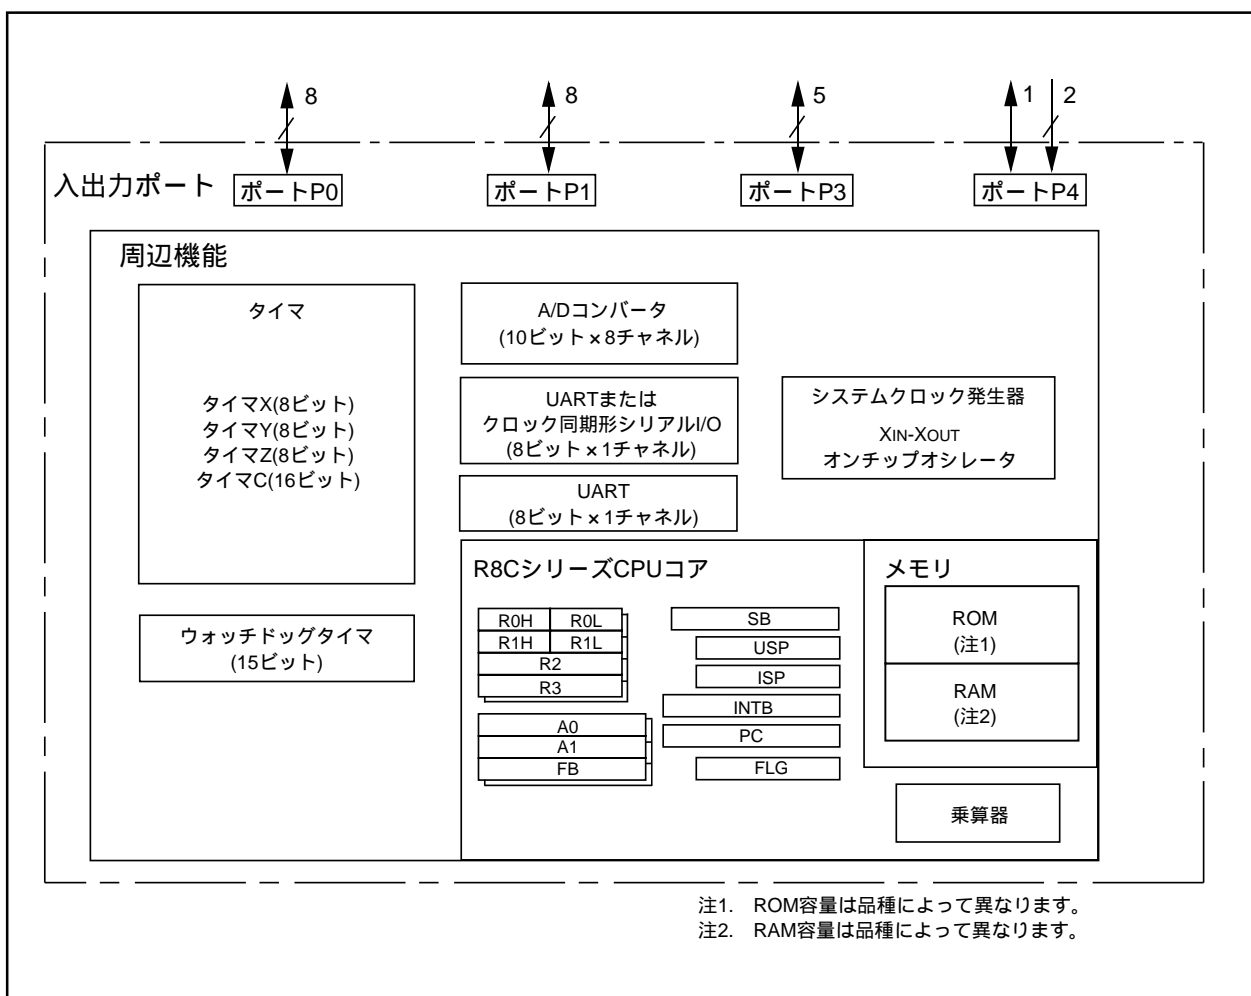 8
8
5
1
2
入出力ポート
ポートP0
ポートP1
ポートP3
ポートP4
周辺機能
タイマ
タイマX(8ビット)
タイマY(8ビット)
タイマZ(8ビット)
タイマC(16ビット)
ウォッチドッグタイマ
(15ビット)
A/Dコンバータ
(10ビット×8チャネル)
UARTまたは
クロック同期形シリアルI/O
(8ビット×1チャネル)
UART
(8ビット×1チャネル)
システムクロック発生器
XIN-XOUT
オンチップオシレータ
R8CシリーズCPUコア
R0H
R0L
R1H
R1L
R2
R3
A0
A1
FB
SB
USP
ISP
INTB
PC
FLG
メモリ
ROM
(注1)
RAM
(注2)
乗算器
注1. ROM容量は品種によって異なります。
注2. RAM容量は品種によって異なります。